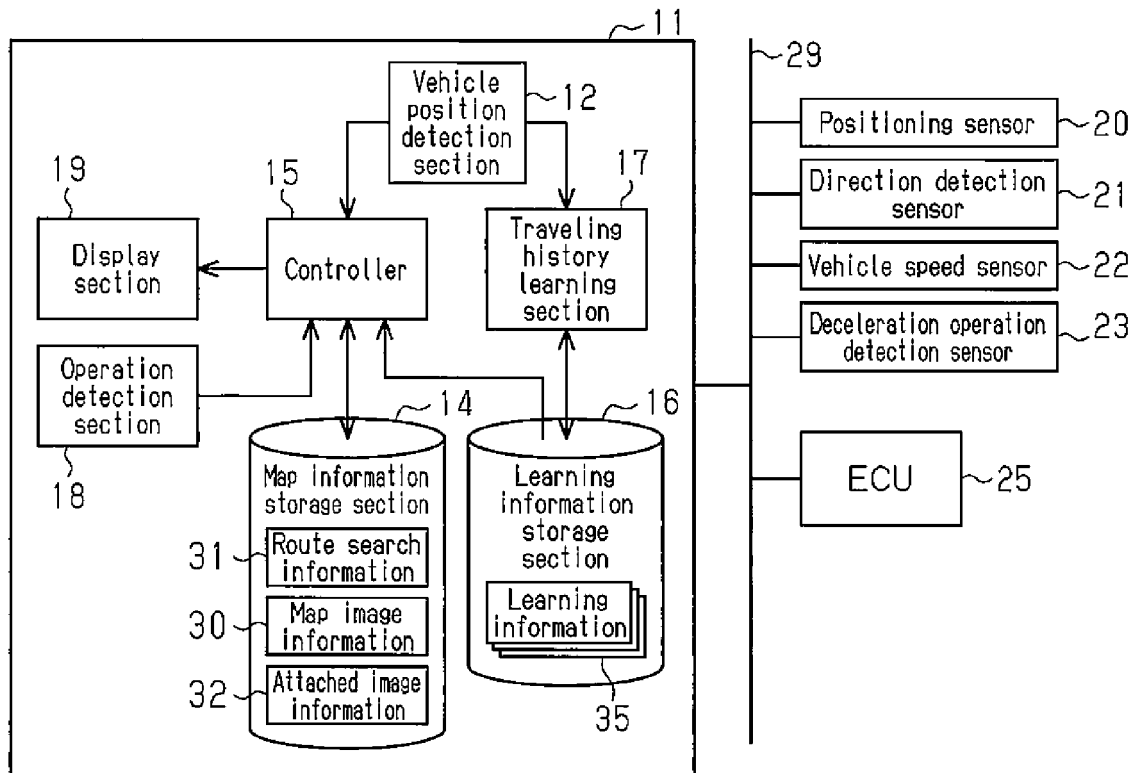 11
29
Vehicle
position
detection
section
12
Positioning sensor
20
19
15
17
Direction detection
sensor
21
Display
section
Controller
Traveling
history
learning
section
Vehicle speed sensor
22
Deceleration operation
detection sensor
23
Operation
detection
section
18
14
16
Map information
storage section
31
Route search
information
30
Map image
information
32
Attached image
information
Learning
information
storage
section
Learning
information
35
ECU
25